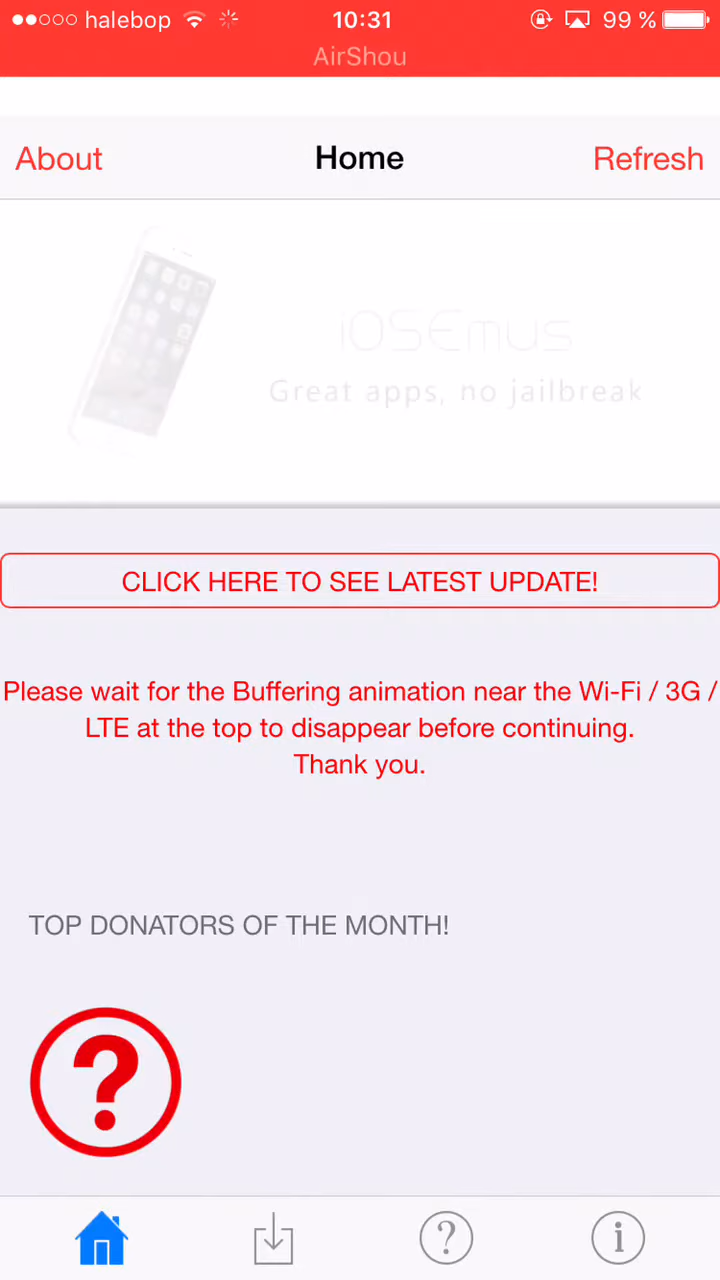 halebop 10:31 99 %
AirShou
About Home Refresh
iOSEmus
Great apps, no jailbreak
CLICK HERE TO SEE LATEST UPDATE!
Please wait for the Buffering animation near the Wi-Fi / 3G /
LTE at the top to disappear before continuing.
Thank you.
TOP DONATORS OF THE MONTH!
?
? i